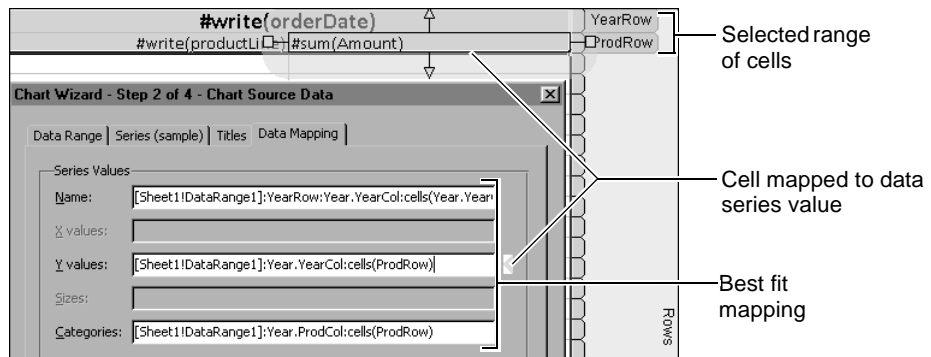 #write(orderDate)
YearRow
#write(productLi
#sum(Amount)
ProdRow
Selected range
of cells
Chart Wizard - Step 2 of 4 - Chart Source Data
Data Range
Series (sample)
Titles
Data Mapping
Series Values
Name:
[Sheet1!DataRange1]:YearRow:Year.YearCol:cells(Year.Year
X values:
Y values:
[Sheet1!DataRange1]:Year.YearCol:cells(ProdRow)
Sizes:
Categories:
[Sheet1!DataRange1]:Year.ProdCol:cells(ProdRow)
Cell mapped to data
series value
Best fit
mapping
Rows